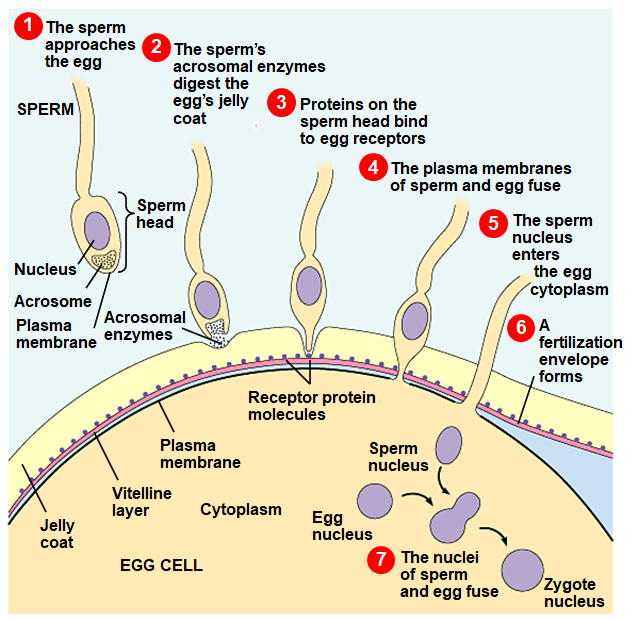 1 The sperm
approaches
the egg
2 The sperm's
acrosomal enzymes
digest the
egg's jelly
coat
3 Proteins on the
sperm head bind
to egg receptors
4 The plasma membranes
of sperm and egg fuse
5 The sperm
nucleus
enters
the egg
cytoplasm
6 A
fertilization
envelope
forms
SPERM
Sperm
head
Nucleus
Acrosome
Plasma
membrane
Acrosomal
enzymes
Receptor protein
molecules
Plasma
membrane
Vitelline
layer
Jelly
coat
Cytoplasm
EGG CELL
Sperm
nucleus
Egg
nucleus
7 The nuclei
of sperm
and egg fuse
Zygote
nucleus